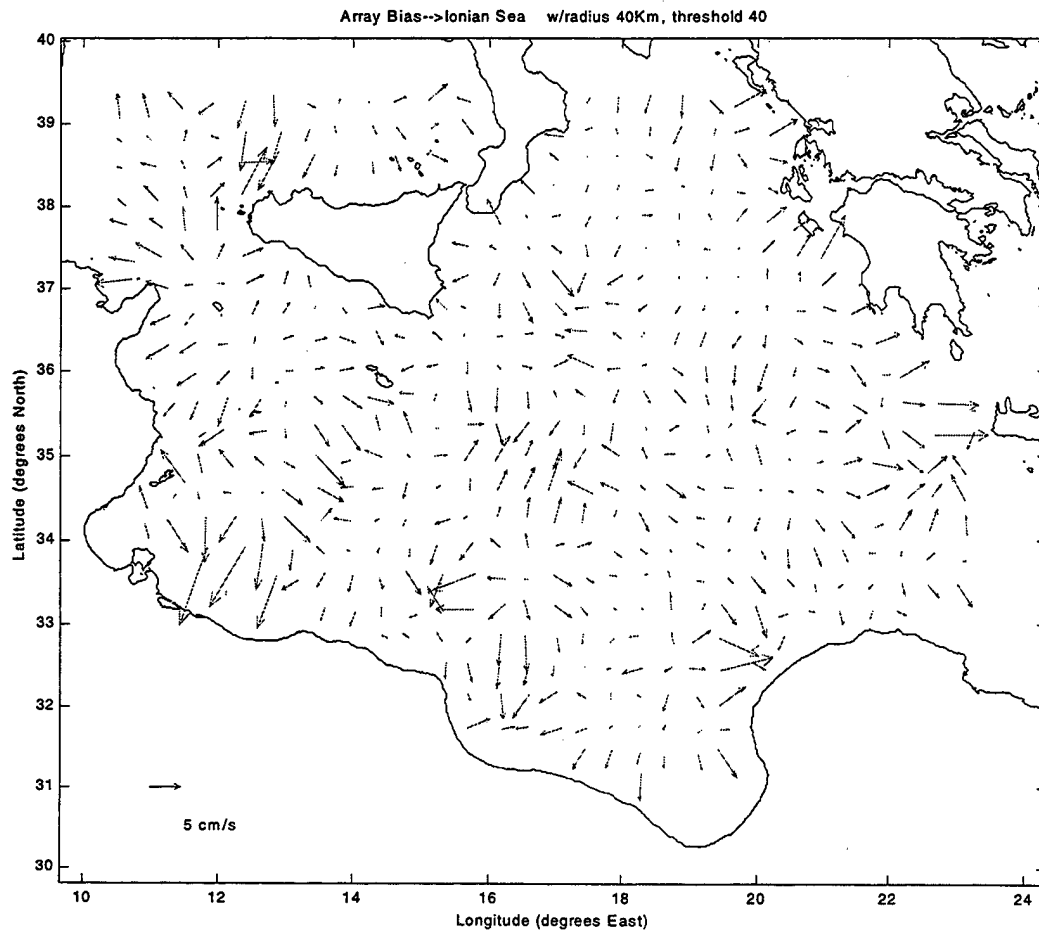 Array Bias-->Ionian Sea w/radius 40Km, threshold 40
40
39
38
37
36
35
34
33
32
31
30
Latitude (degrees North)
5 cm/s
10 12 14 16 18 20 22 24
Longitude (degrees East)